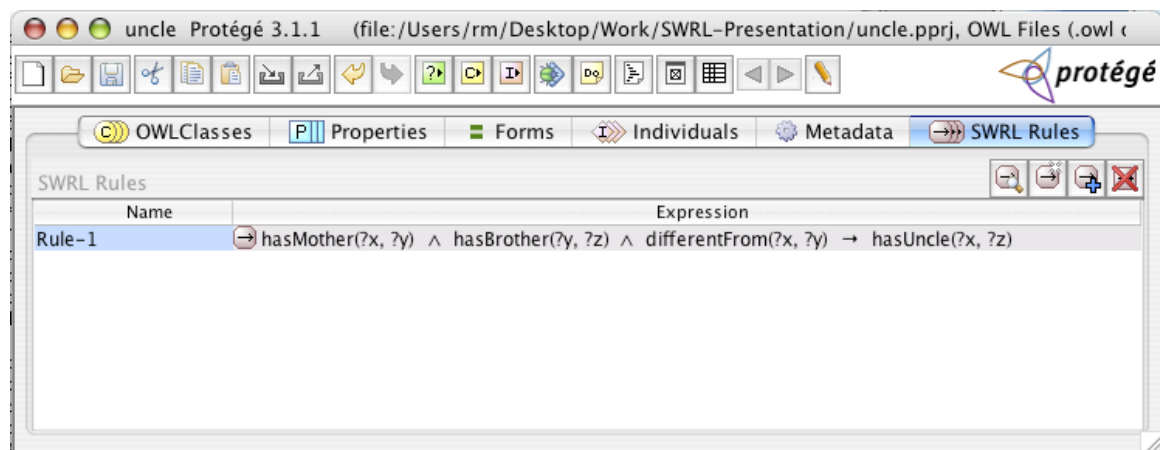 uncle Protégé 3.1.1 (file:/Users/rm/Desktop/Work/SWRL-Presentation/uncle.pprj, OWL Files (.owl
protégé
OWLClasses Properties Forms Individuals Metadata SWRL Rules
SWRL Rules
Name Expression
Rule-1 hasMother(?x, ?y) ∧ hasBrother(?y, ?z) ∧ differentFrom(?x, ?y) → hasUncle(?x, ?z)